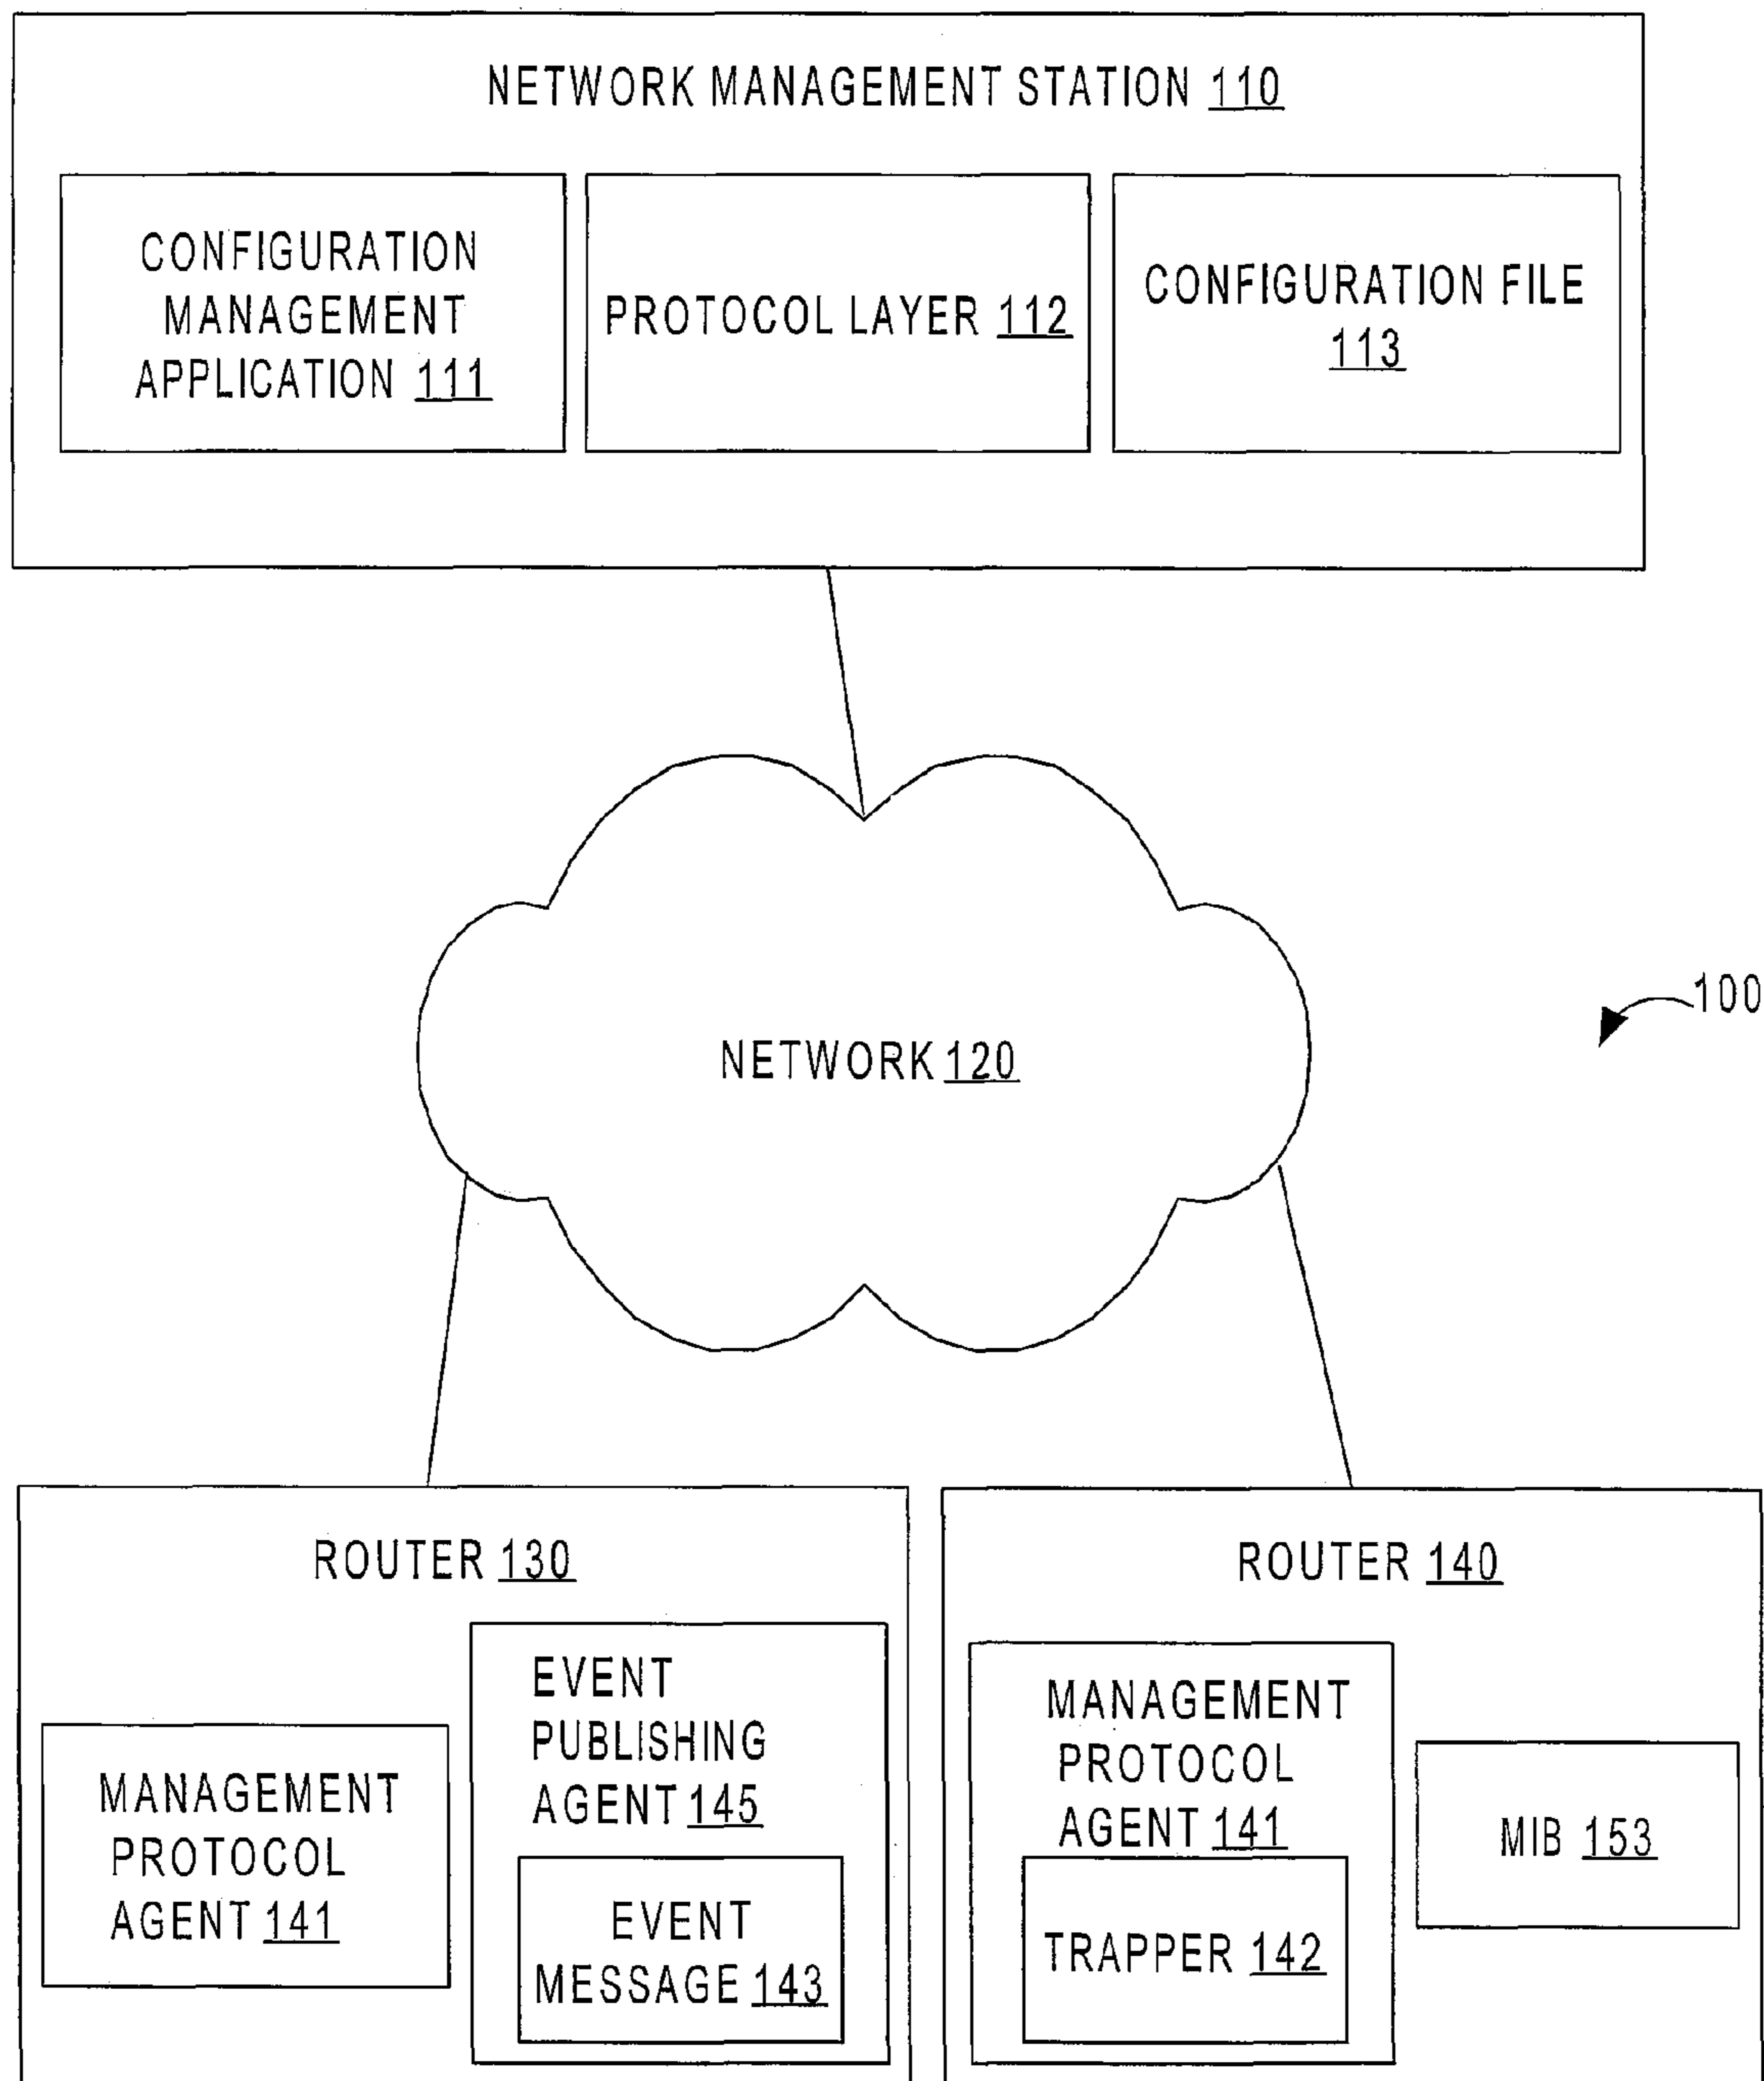 NETWORK MANAGEMENT STATION 110
CONFIGURATION
MANAGEMENT
APPLICATION 111
PROTOCOL LAYER 112
CONFIGURATION FILE
113
NETWORK 120
100
ROUTER 130
MANAGEMENT
PROTOCOL
AGENT 141
EVENT
PUBLISHING
AGENT 145
EVENT
MESSAGE 143
ROUTER 140
MANAGEMENT
PROTOCOL
AGENT 141
TRAPPER 142
MIB 153